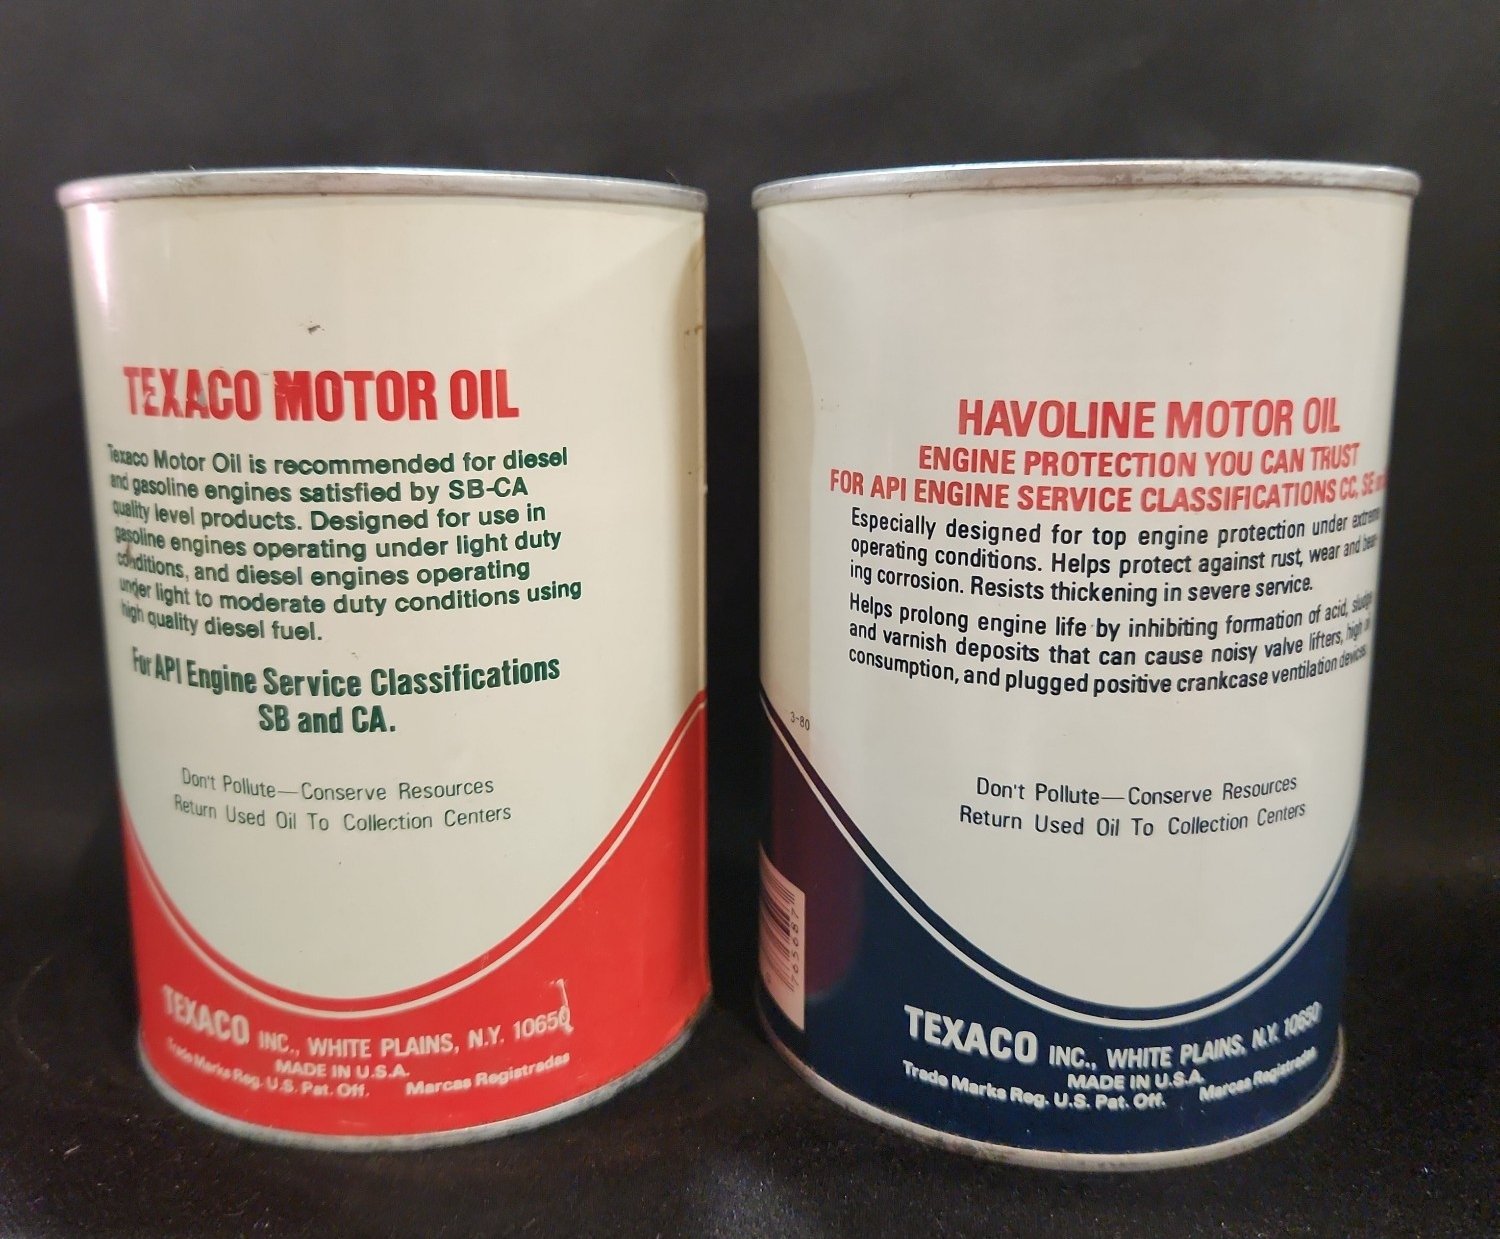 TEXACO MOTOR OIL
Texaco Motor Oil is recommended for diesel
and gasoline engines satisfied by SB-CA
quality level products. Designed for use in
gasoline engines operating under light duty
conditions, and diesel engines operating
under light to moderate duty conditions using
high quality diesel fuel.
For API Engine Service Classifications
SB and CA.
Don't Pollute—Conserve Resources
Return Used Oil To Collection Centers
TEXACO INC., WHITE PLAINS, N.Y. 10650
MADE IN U.S.A.
Trade Marks Reg. U.S. Pat. Off. Marcas Registradas
HAVOLINE MOTOR OIL
ENGINE PROTECTION YOU CAN TRUST
FOR API ENGINE SERVICE CLASSIFICATIONS CC, SE
Especially designed for top engine protection under extreme
operating conditions. Helps protect against rust, wear and bear-
ing corrosion. Resists thickening in severe service.
Helps prolong engine life by inhibiting formation of acid, sludge
and varnish deposits that can cause noisy valve lifters, high oil
consumption, and plugged positive crankcase ventilation devices.
3-80
Don't Pollute—Conserve Resources
Return Used Oil To Collection Centers
765687
TEXACO INC., WHITE PLAINS, N.Y. 10650
MADE IN U.S.A.
Trade Marks Reg. U.S. Pat. Off. Marcas Registradas